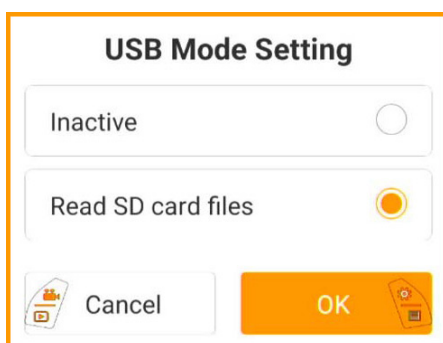 USB Mode Setting
Inactive
Read SD card files
Cancel
OK